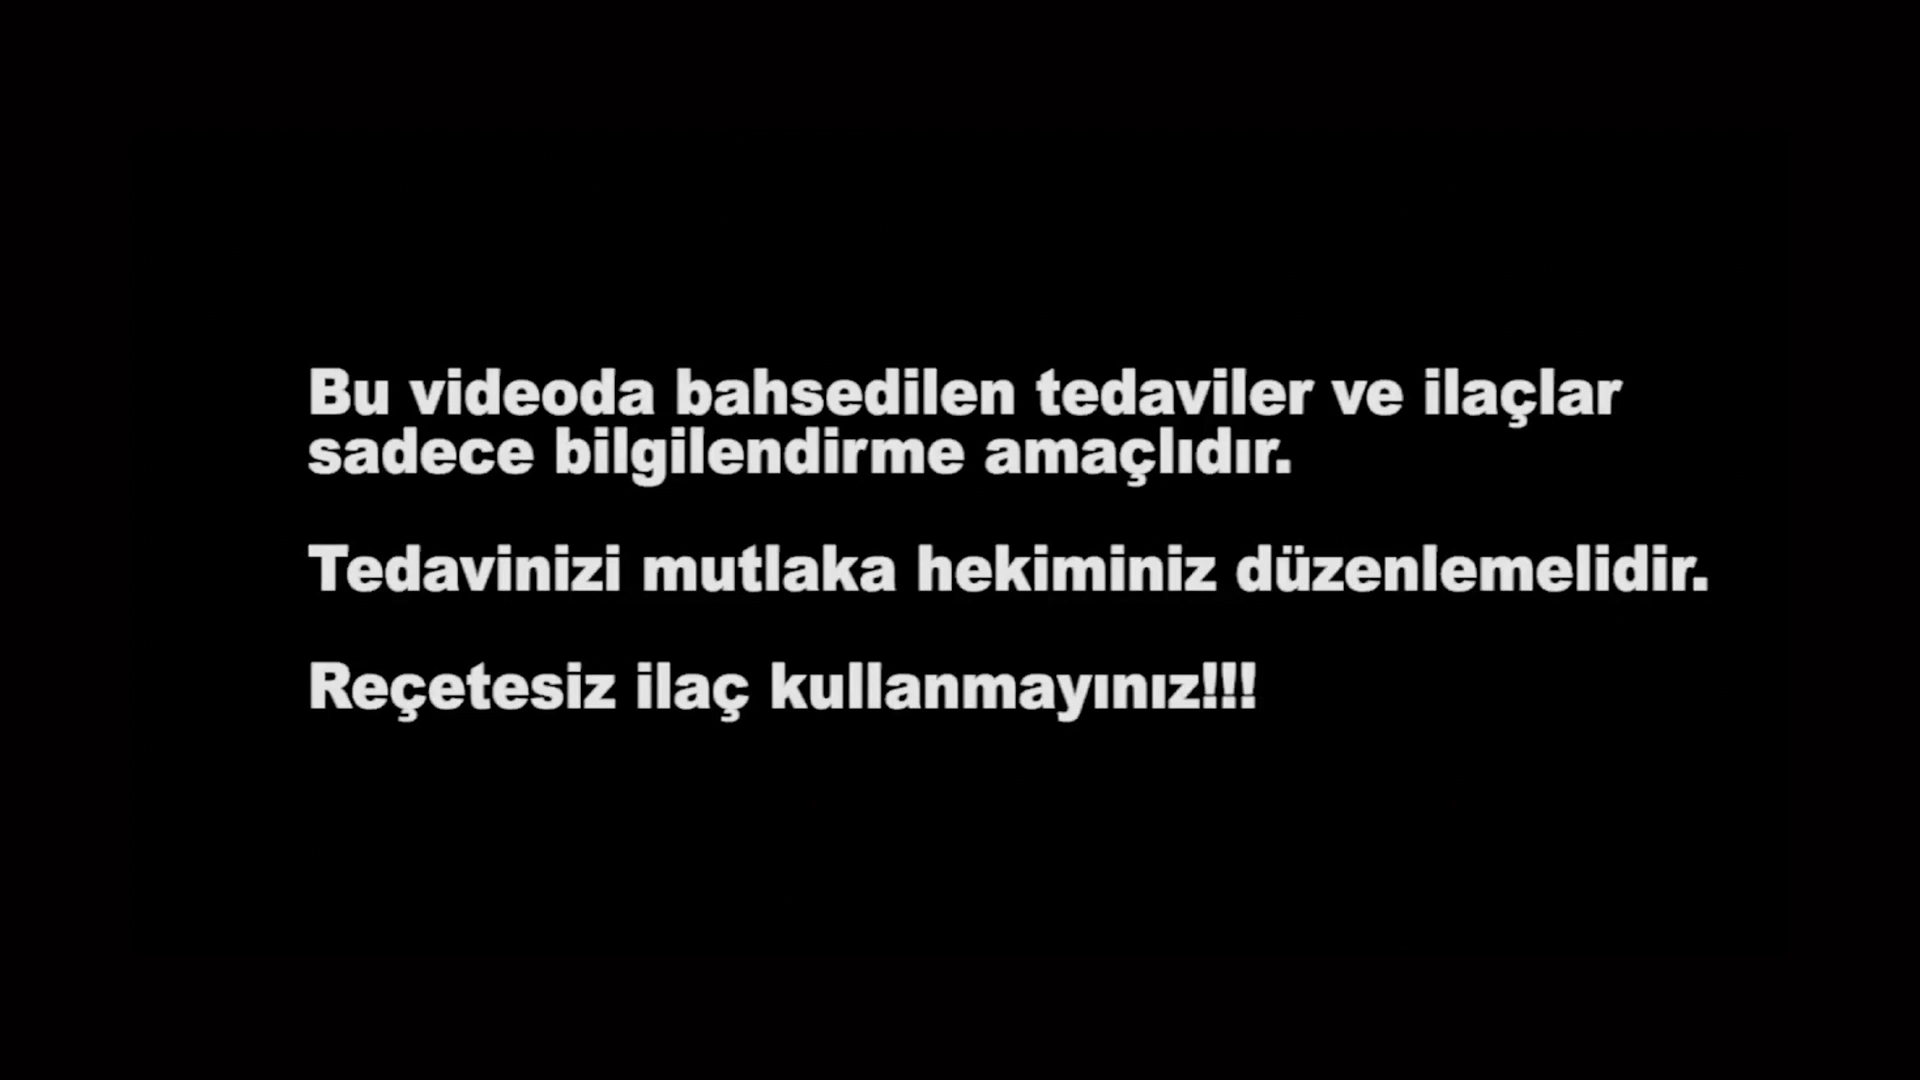 Bu videoda bahsedilen tedaviler ve ilaçlar
sadece bilgilendirme amaçlıdır.
Tedavinizi mutlaka hekiminiz düzenlemelidir.
Reçetesiz ilaç kullanmayınız!!!